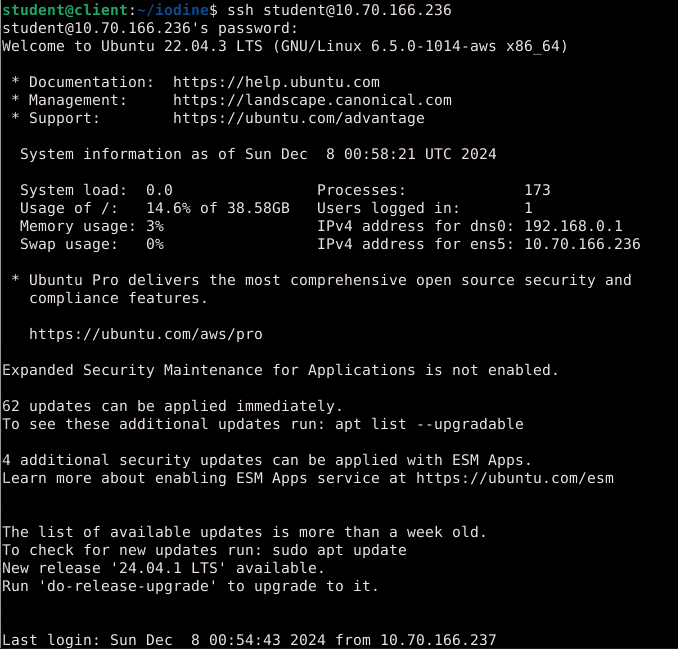 student@client:~/iodine$ ssh student@10.70.166.236
student@10.70.166.236's password:
Welcome to Ubuntu 22.04.3 LTS (GNU/Linux 6.5.0-1014-aws x86_64)

 * Documentation:  https://help.ubuntu.com
 * Management:     https://landscape.canonical.com
 * Support:        https://ubuntu.com/advantage

  System information as of Sun Dec  8 00:58:21 UTC 2024

  System load:  0.0                Processes:             173
  Usage of /:   14.6% of 38.58GB   Users logged in:       1
  Memory usage: 3%                 IPv4 address for dns0: 192.168.0.1
  Swap usage:   0%                 IPv4 address for ens5: 10.70.166.236

 * Ubuntu Pro delivers the most comprehensive open source security and
   compliance features.

   https://ubuntu.com/aws/pro

Expanded Security Maintenance for Applications is not enabled.

62 updates can be applied immediately.
To see these additional updates run: apt list --upgradable

4 additional security updates can be applied with ESM Apps.
Learn more about enabling ESM Apps service at https://ubuntu.com/esm


The list of available updates is more than a week old.
To check for new updates run: sudo apt update
New release '24.04.1 LTS' available.
Run 'do-release-upgrade' to upgrade to it.


Last login: Sun Dec  8 00:54:43 2024 from 10.70.166.237